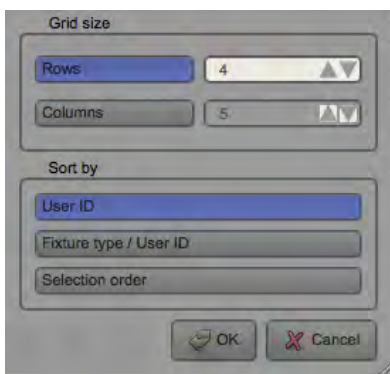 Grid size
Rows 4
Columns 5
Sort by
User ID
Fixture type / User ID
Selection order
OK Cancel